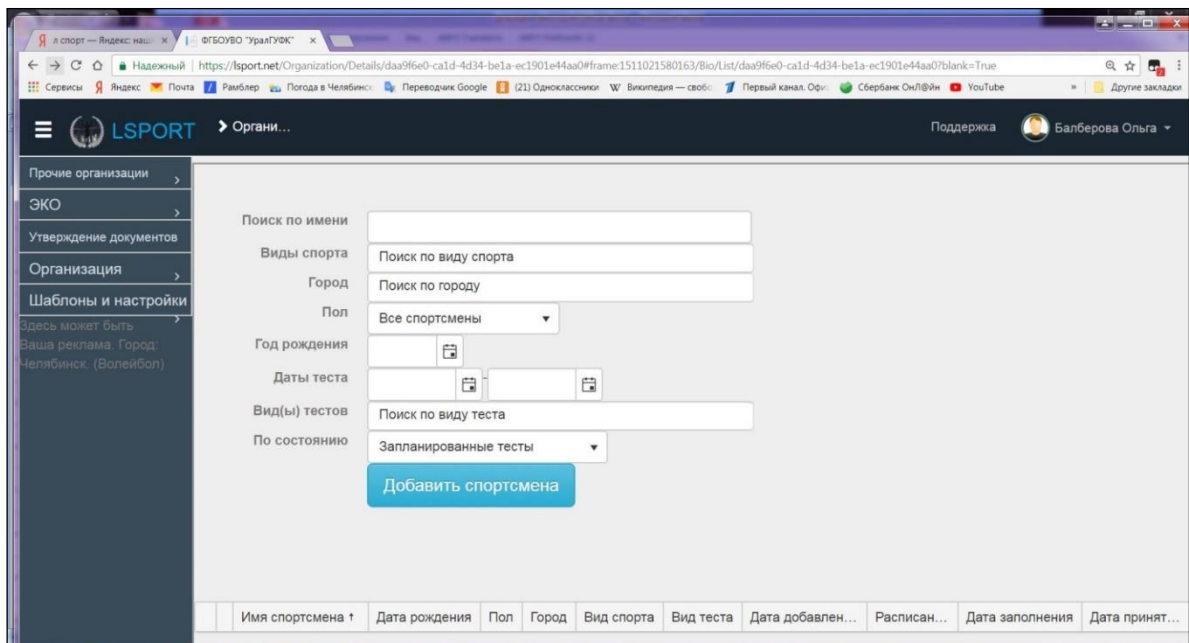 л спорт — Яндекс: наш
ФГБОУВО "УралГУФК"
Надежный
https://lsport.net/Organization/Details/daa9f6e0-ca1d-4d34-be1a-ec1901e44aa0#frame:1511021580163/Bio/List/daa9f6e0-ca1d-4d34-be1a-ec1901e44aa0?blank=True
Сервисы Яндекс Почта Рамблер Погода в Челябинс Переводчик Google (21) Одноклассники Википедия — свобо Первый канал. Офи Сбербанк ОнЛ@йн YouTube » Другие закладки
LSPORT Органи... Поддержка Балберова Ольга
Прочие организации
ЭКО
Утверждение документов
Организация
Шаблоны и настройки
Здесь может быть
Ваша реклама. Город:
Челябинск. (Волейбол)
Поиск по имени
Виды спорта Поиск по виду спорта
Город Поиск по городу
Пол Все спортсмены
Год рождения
Даты теста -
Вид(ы) тестов Поиск по виду теста
По состоянию Запланированные тесты
Добавить спортсмена
Имя спортсмена ↑ Дата рождения Пол Город Вид спорта Вид теста Дата добавлен... Расписан... Дата заполнения Дата принят...